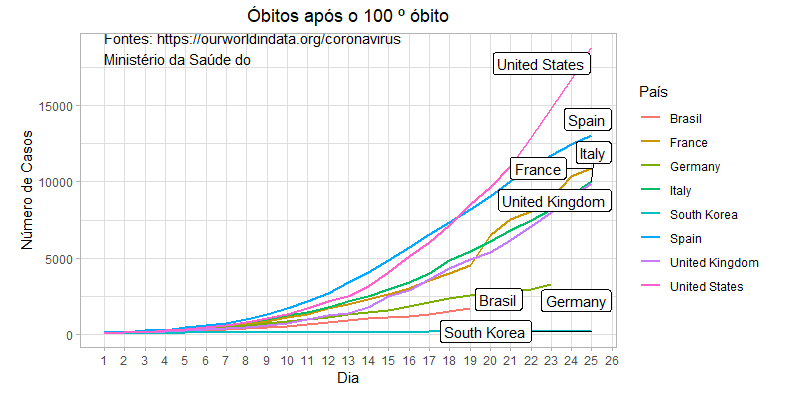 Óbitos após o 100 º óbito
Fontes: https://ourworldindata.org/coronavirus
Ministério da Saúde do
United States
Spain
Italy
France
United Kingdom
Brasil
Germany
South Korea
Número de Casos
15000
10000
5000
0
1 2 3 4 5 6 7 8 9 10 11 12 13 14 15 16 17 18 19 20 21 22 23 24 25 26
Dia
País
Brasil
France
Germany
Italy
South Korea
Spain
United Kingdom
United States